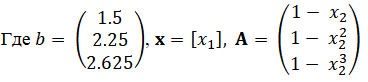 Где b = ( 1.5 2.25 2.625 ), x = [x₁], A = ( 1 − x₂ 1 − x₂² 1 − x₂³ )